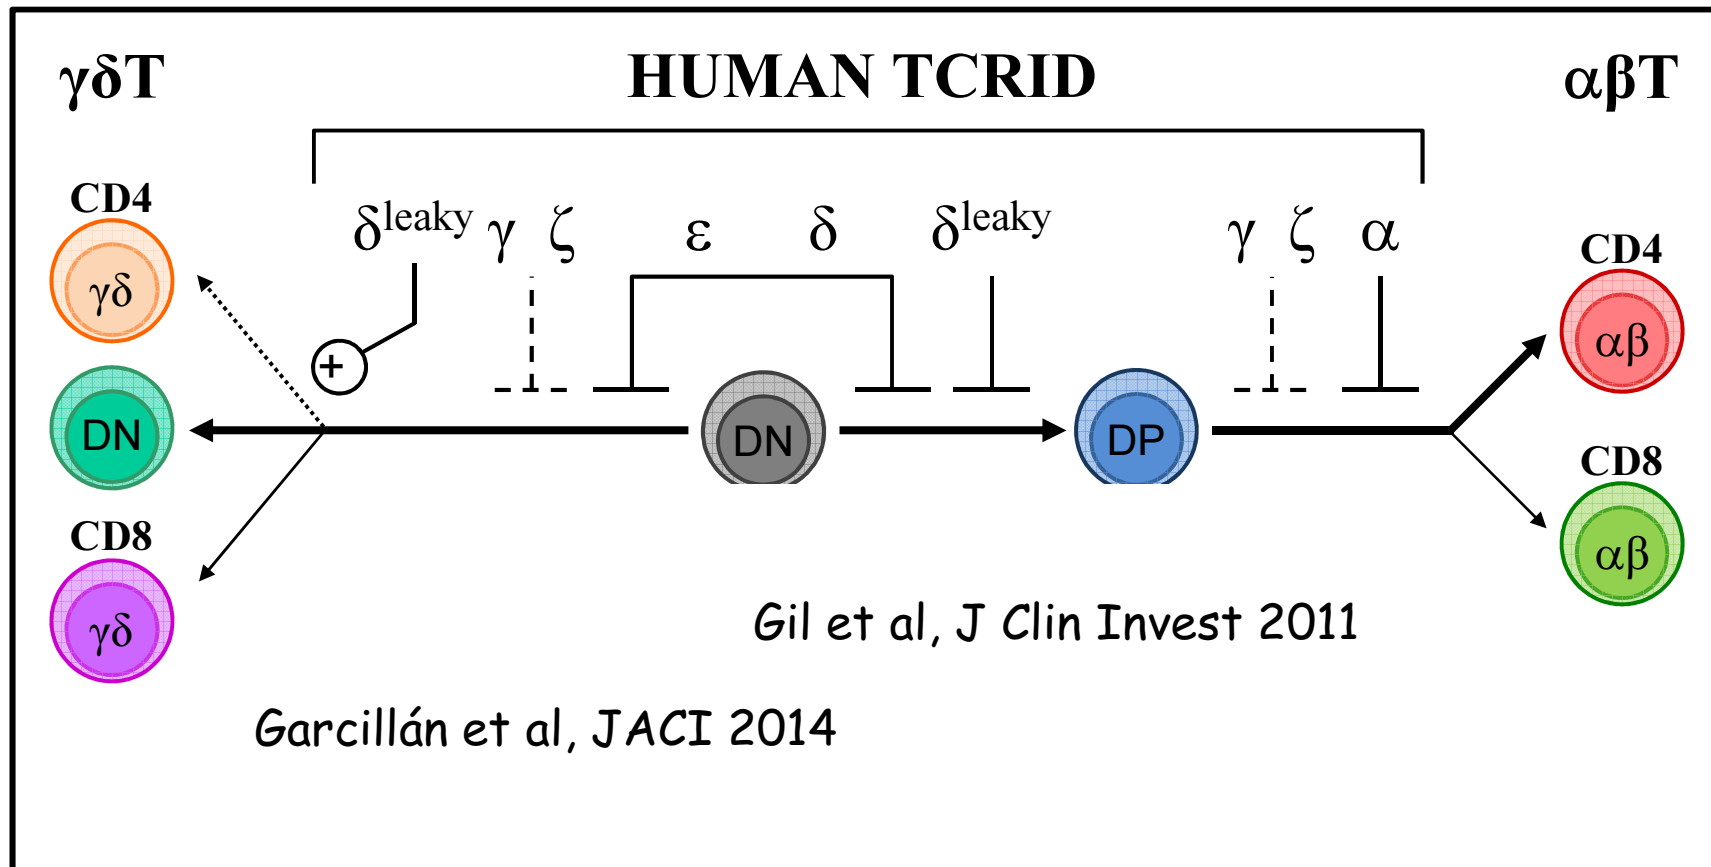 γδT HUMAN TCRID αβT
CD4
δleaky γ ζ ε δ δleaky γ ζ α
CD4
γδ
+
αβ
DN DN DP
CD8
CD8
αβ
γδ
Gil et al, J Clin Invest 2011
Garcillán et al, JACI 2014